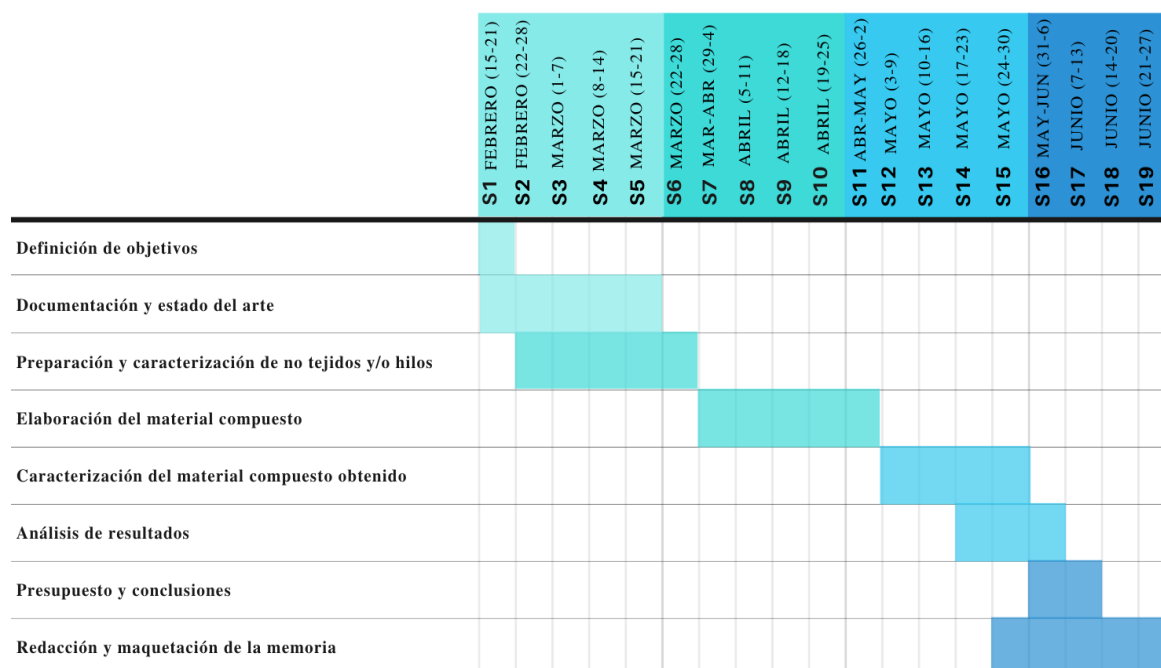 S1 FEBRERO (15-21)
S2 FEBRERO (22-28)
S3 MARZO (1-7)
S4 MARZO (8-14)
S5 MARZO (15-21)
S6 MARZO (22-28)
S7 MAR-ABR (29-4)
S8 ABRIL (5-11)
S9 ABRIL (12-18)
S10 ABRIL (19-25)
S11 ABR-MAY (26-2)
S12 MAYO (3-9)
S13 MAYO (10-16)
S14 MAYO (17-23)
S15 MAYO (24-30)
S16 MAY-JUN (31-6)
S17 JUNIO (7-13)
S18 JUNIO (14-20)
S19 JUNIO (21-27)
Definición de objetivos
Documentación y estado del arte
Preparación y caracterización de no tejidos y/o hilos
Elaboración del material compuesto
Caracterización del material compuesto obtenido
Análisis de resultados
Presupuesto y conclusiones
Redacción y maquetación de la memoria